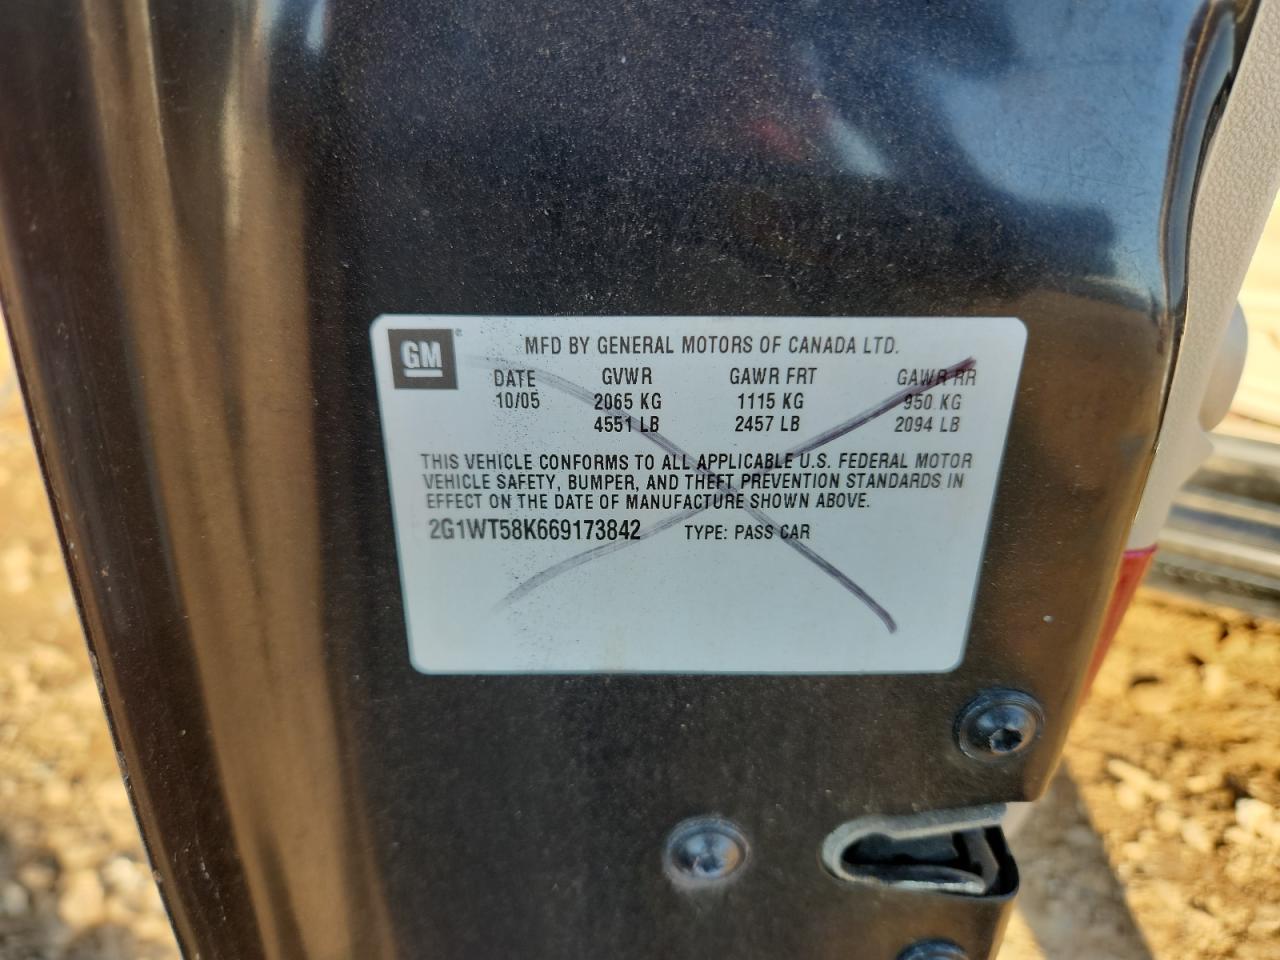 GM
MFD BY GENERAL MOTORS OF CANADA LTD.
DATE GVWR GAWR FRT GAWR RR
10/05 2065 KG 1115 KG 950 KG
4551 LB 2457 LB 2094 LB
THIS VEHICLE CONFORMS TO ALL APPLICABLE U.S. FEDERAL MOTOR
VEHICLE SAFETY, BUMPER, AND THEFT PREVENTION STANDARDS IN
EFFECT ON THE DATE OF MANUFACTURE SHOWN ABOVE.
2G1WT58K669173842 TYPE: PASS CAR